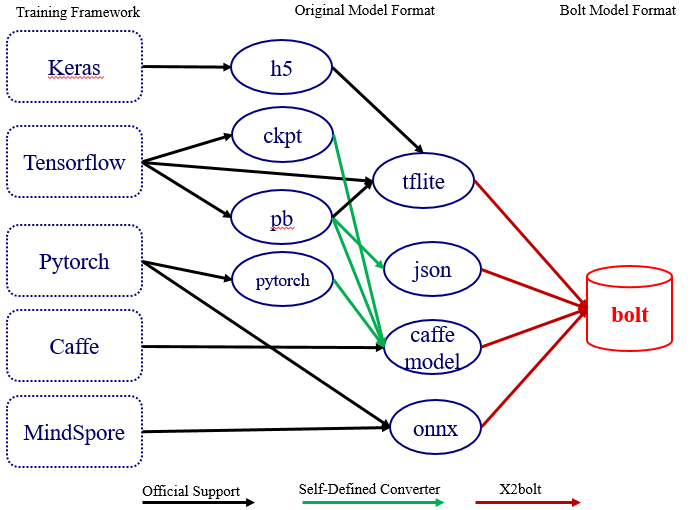 Training Framework
Original Model Format
Bolt Model Format
Keras
h5
ckpt
Tensorflow
tflite
pb
Pytorch
pytorch
json
bolt
Caffe
caffe
model
MindSpore
onnx
Official Support
Self-Defined Converter
X2bolt